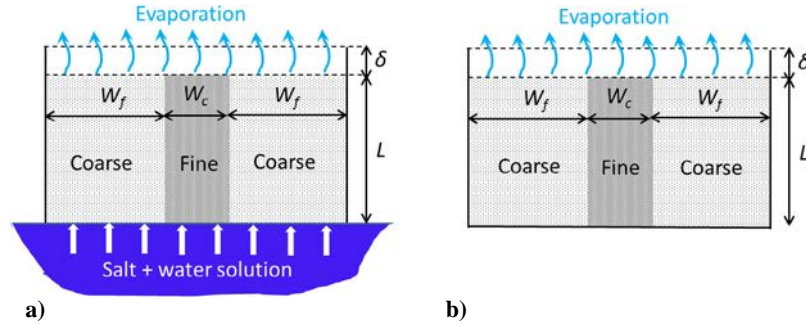 Evaporation
δ
W_f W_c W_f
L
Coarse Fine Coarse
Salt + water solution
a)
Evaporation
δ
W_f W_c W_f
L
Coarse Fine Coarse
b)